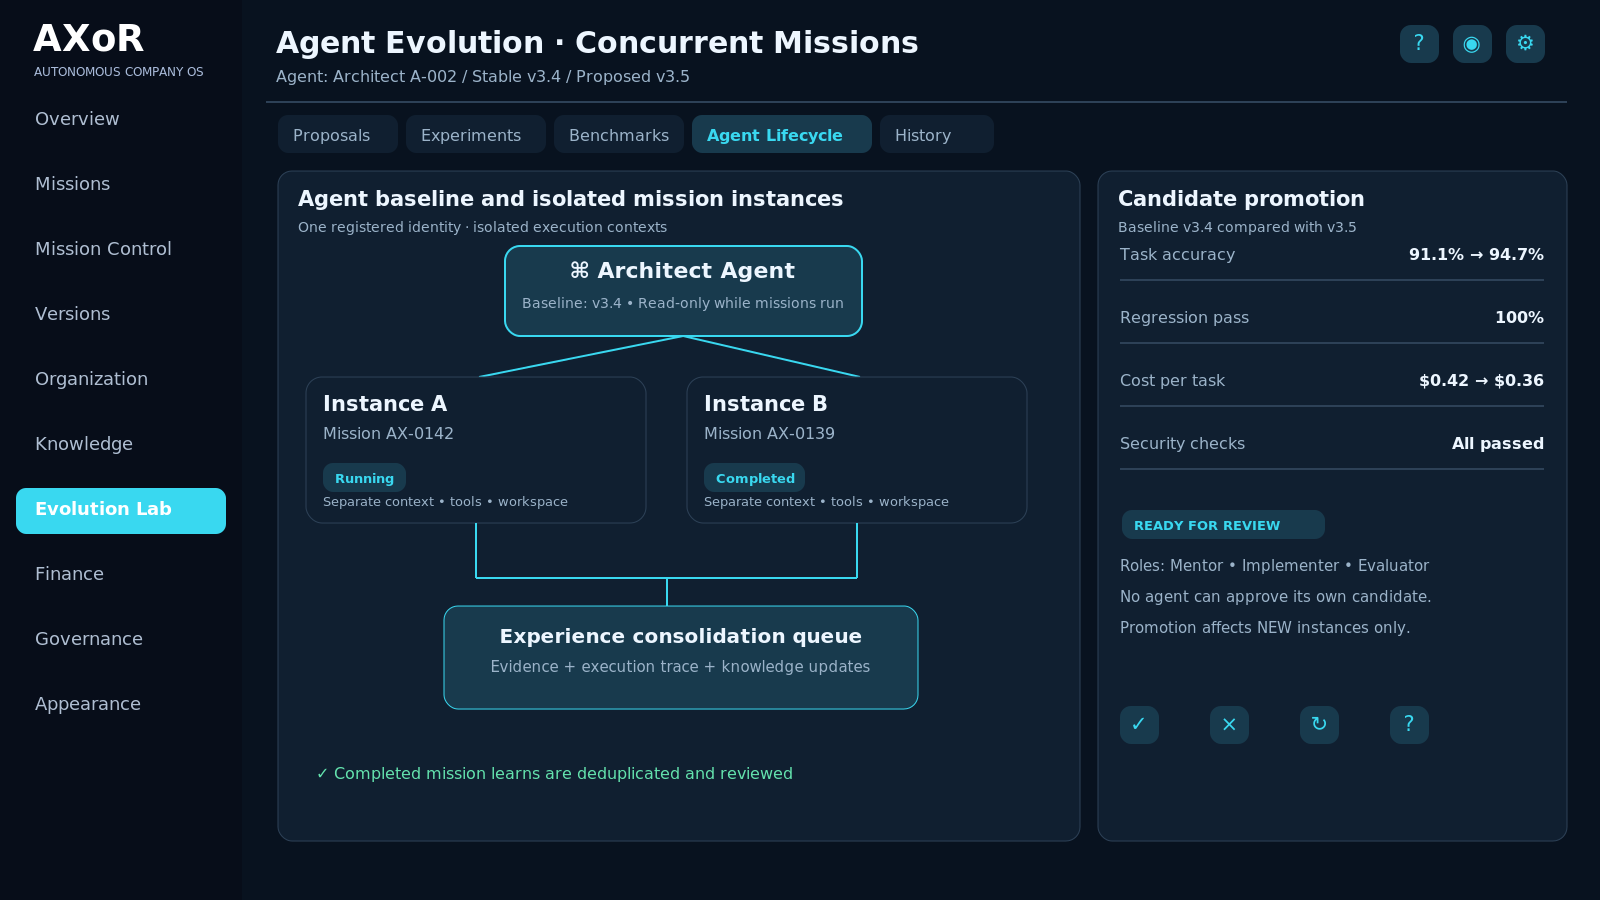 AXoR
AUTONOMOUS COMPANY OS
Overview
Missions
Mission Control
Versions
Organization
Knowledge
Evolution Lab
Finance
Governance
Appearance
Agent Evolution · Concurrent Missions
Agent: Architect A-002 / Stable v3.4 / Proposed v3.5
? ◉ ⚙
Proposals Experiments Benchmarks Agent Lifecycle History
Agent baseline and isolated mission instances
One registered identity · isolated execution contexts
⌘ Architect Agent
Baseline: v3.4 • Read-only while missions run
Instance A
Mission AX-0142
Running
Separate context • tools • workspace
Instance B
Mission AX-0139
Completed
Separate context • tools • workspace
Experience consolidation queue
Evidence + execution trace + knowledge updates
✓ Completed mission learns are deduplicated and reviewed
Candidate promotion
Baseline v3.4 compared with v3.5
Task accuracy 91.1% → 94.7%
Regression pass 100%
Cost per task $0.42 → $0.36
Security checks All passed
READY FOR REVIEW
Roles: Mentor • Implementer • Evaluator
No agent can approve its own candidate.
Promotion affects NEW instances only.
✓ × ↻ ?